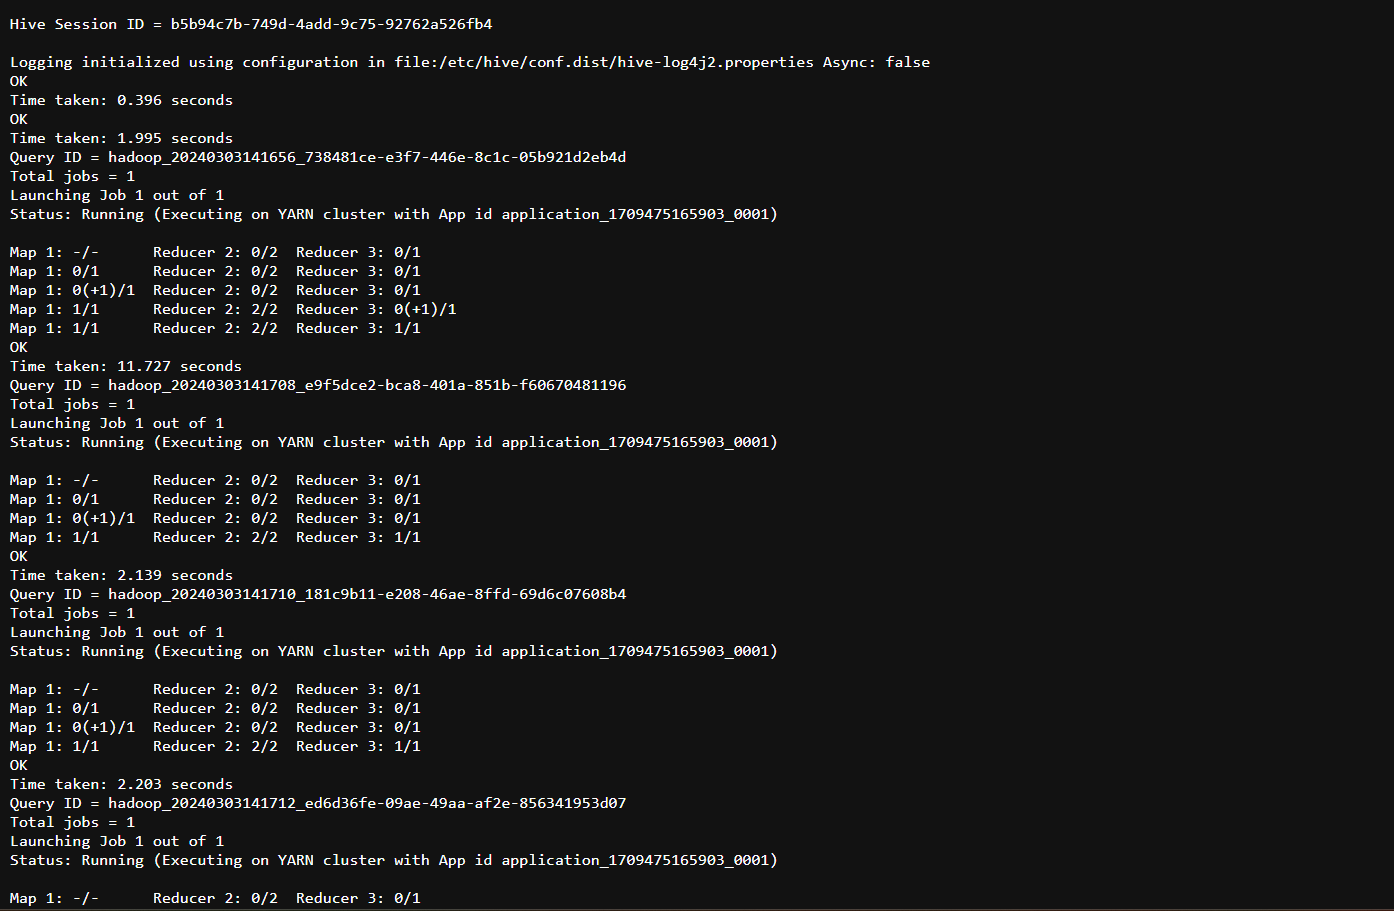 Hive Session ID = b5b94c7b-749d-4add-9c75-92762a526fb4
Logging initialized using configuration in file:/etc/hive/conf.dist/hive-log4j2.properties Async: false
OK
Time taken: 0.396 seconds
OK
Time taken: 1.995 seconds
Query ID = hadoop_20240303141656_738481ce-e3f7-446e-8c1c-05b921d2eb4d
Total jobs = 1
Launching Job 1 out of 1
Status: Running (Executing on YARN cluster with App id application_1709475165903_0001)
Map 1: -/-      Reducer 2: 0/2  Reducer 3: 0/1
Map 1: 0/1      Reducer 2: 0/2  Reducer 3: 0/1
Map 1: 0(+1)/1  Reducer 2: 0/2  Reducer 3: 0/1
Map 1: 1/1      Reducer 2: 2/2  Reducer 3: 0(+1)/1
Map 1: 1/1      Reducer 2: 2/2  Reducer 3: 1/1
OK
Time taken: 11.727 seconds
Query ID = hadoop_20240303141708_e9f5dce2-bca8-401a-851b-f60670481196
Total jobs = 1
Launching Job 1 out of 1
Status: Running (Executing on YARN cluster with App id application_1709475165903_0001)
Map 1: -/-      Reducer 2: 0/2  Reducer 3: 0/1
Map 1: 0/1      Reducer 2: 0/2  Reducer 3: 0/1
Map 1: 0(+1)/1  Reducer 2: 0/2  Reducer 3: 0/1
Map 1: 1/1      Reducer 2: 2/2  Reducer 3: 1/1
OK
Time taken: 2.139 seconds
Query ID = hadoop_20240303141710_181c9b11-e208-46ae-8ffd-69d6c07608b4
Total jobs = 1
Launching Job 1 out of 1
Status: Running (Executing on YARN cluster with App id application_1709475165903_0001)
Map 1: -/-      Reducer 2: 0/2  Reducer 3: 0/1
Map 1: 0/1      Reducer 2: 0/2  Reducer 3: 0/1
Map 1: 0(+1)/1  Reducer 2: 0/2  Reducer 3: 0/1
Map 1: 1/1      Reducer 2: 2/2  Reducer 3: 1/1
OK
Time taken: 2.203 seconds
Query ID = hadoop_20240303141712_ed6d36fe-09ae-49aa-af2e-856341953d07
Total jobs = 1
Launching Job 1 out of 1
Status: Running (Executing on YARN cluster with App id application_1709475165903_0001)
Map 1: -/-      Reducer 2: 0/2  Reducer 3: 0/1